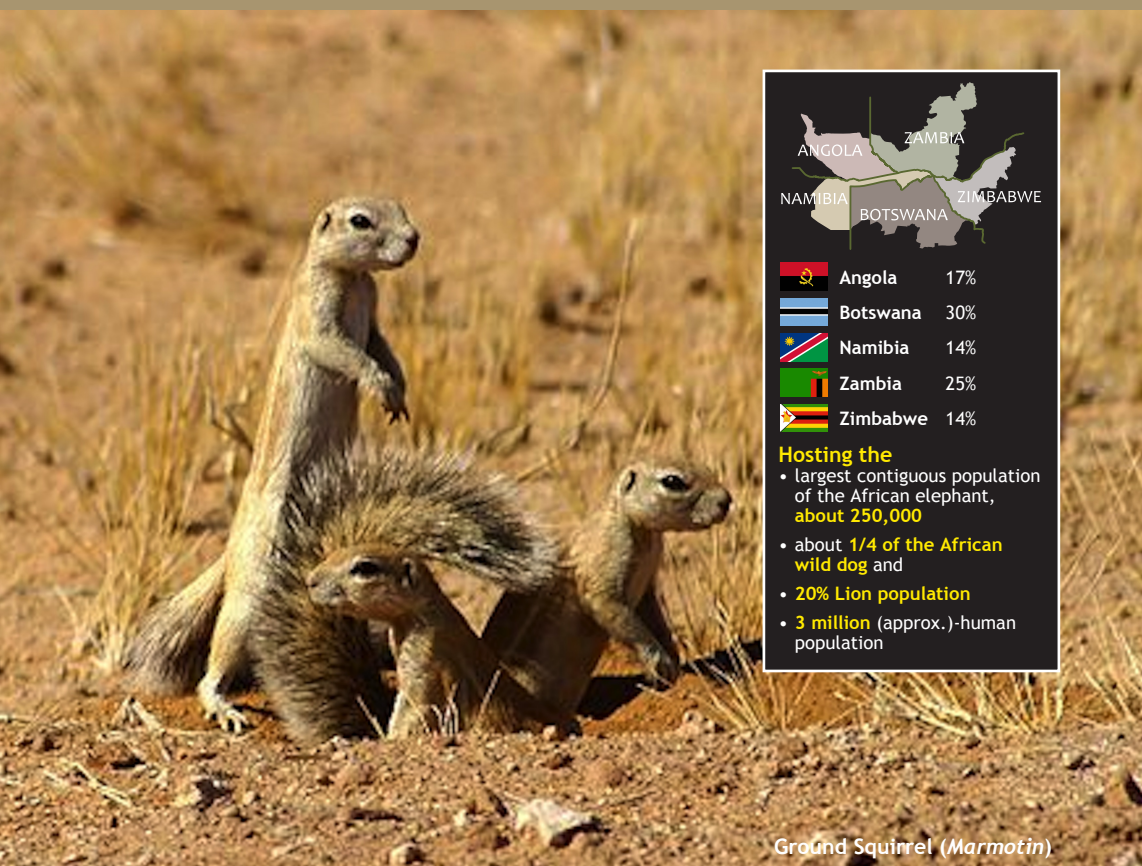 ANGOLA
ZAMBIA
NAMIBIA
ZIMBABWE
BOTSWANA
Angola 17%
Botswana 30%
Namibia 14%
Zambia 25%
Zimbabwe 14%
Hosting the
• largest contiguous population
of the African elephant,
about 250,000
• about 1/4 of the African
wild dog and
• 20% Lion population
• 3 million (approx.)-human
population
Ground Squirrel (Marmotin)